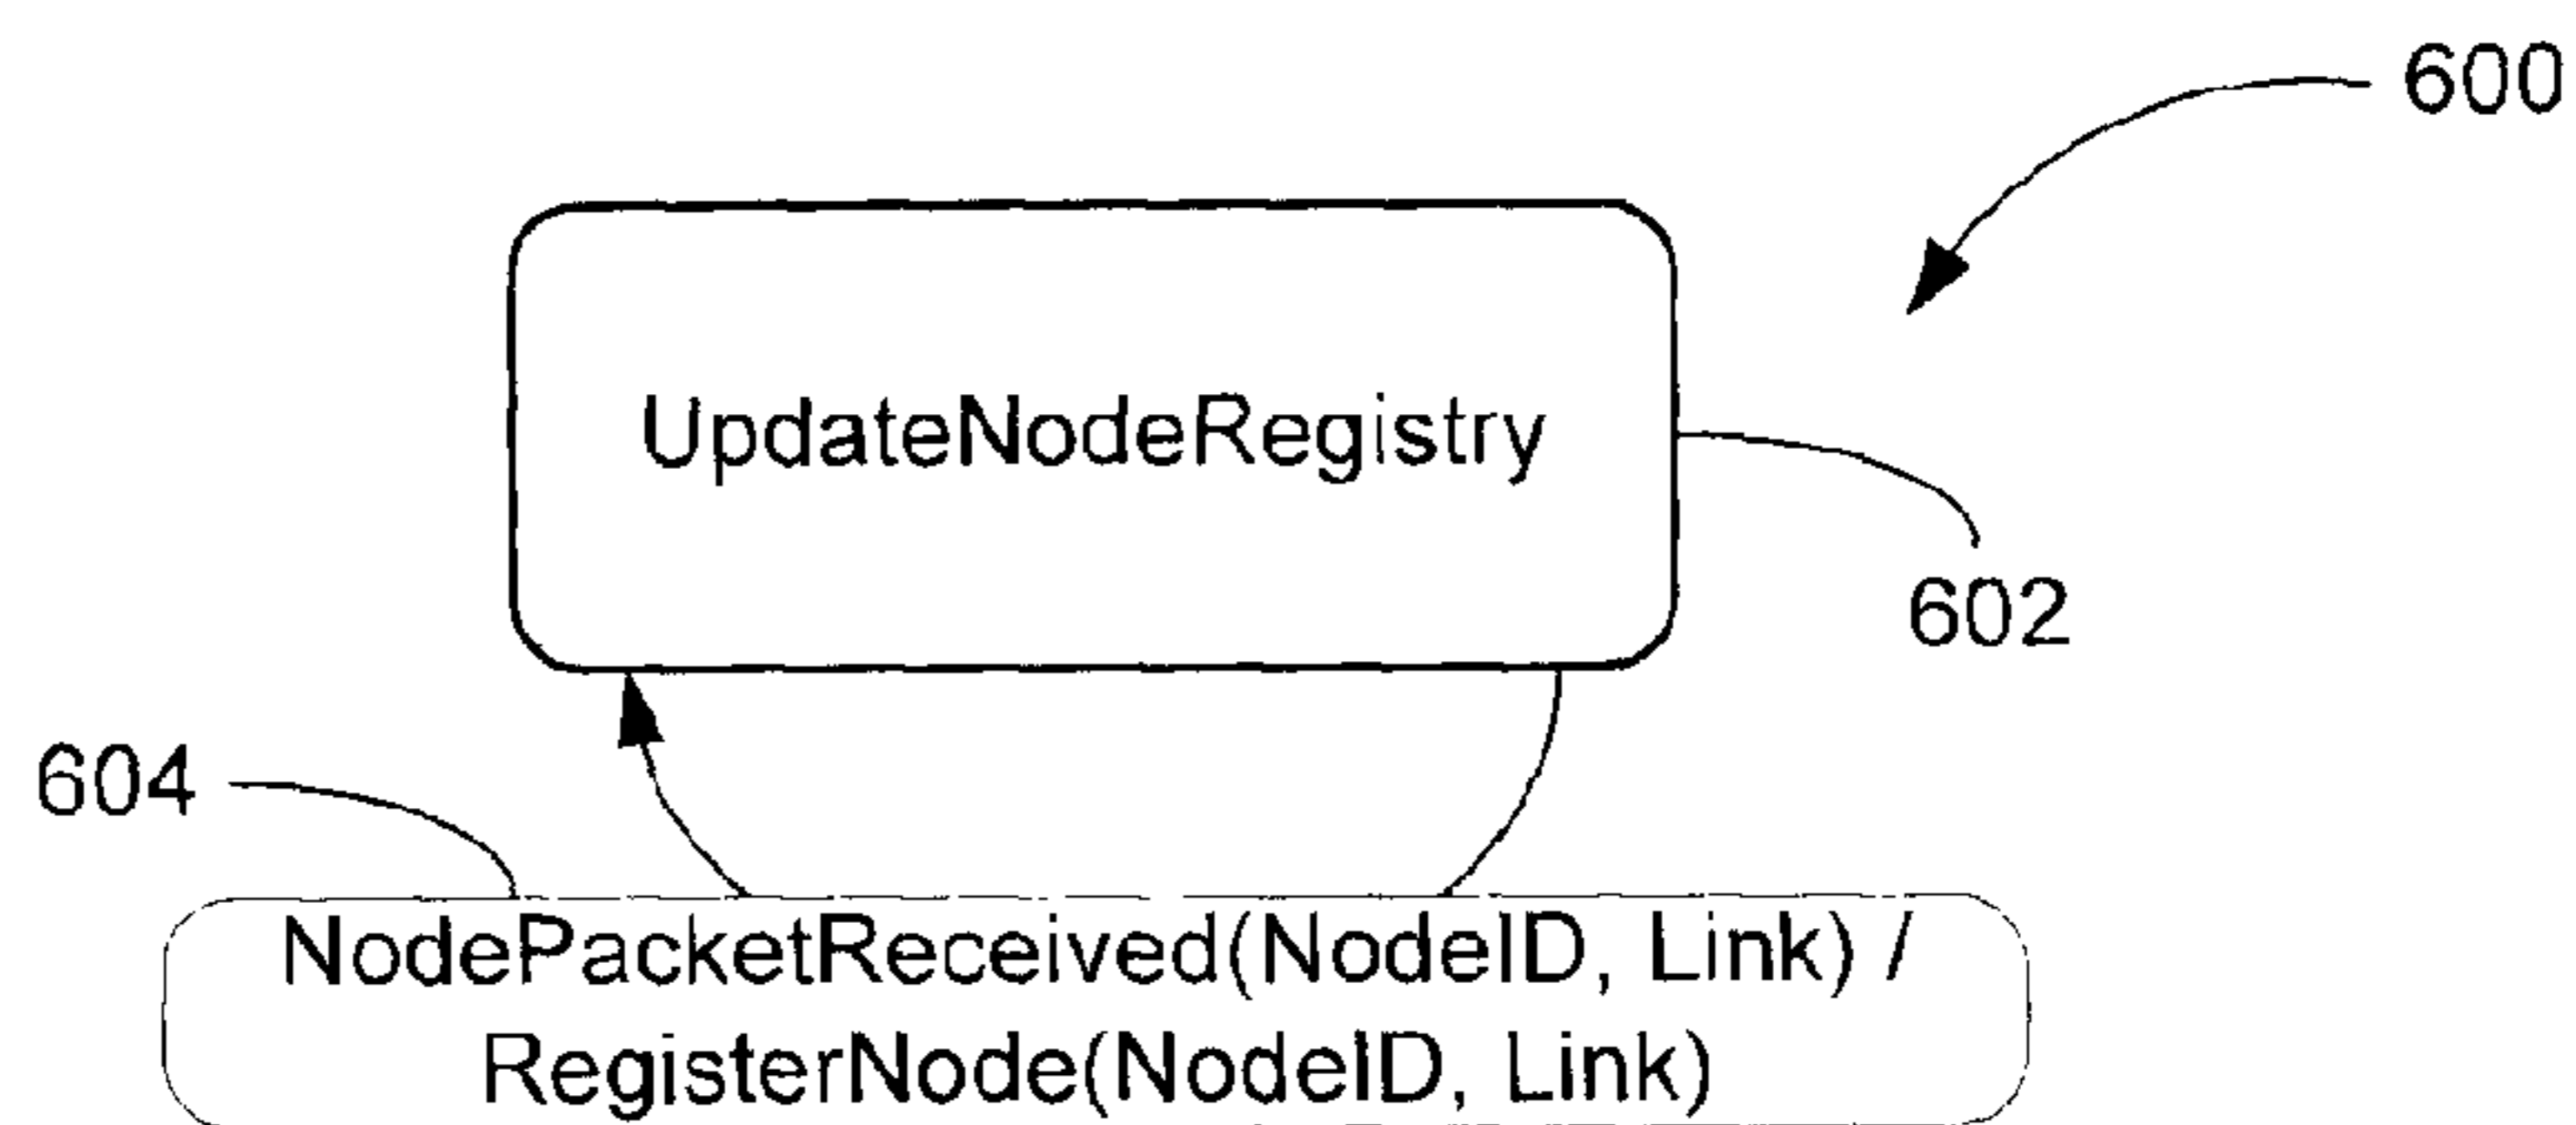 600
UpdateNodeRegistry
602
604
NodePacketReceived(NodeID, Link) /
RegisterNode(NodeID, Link)